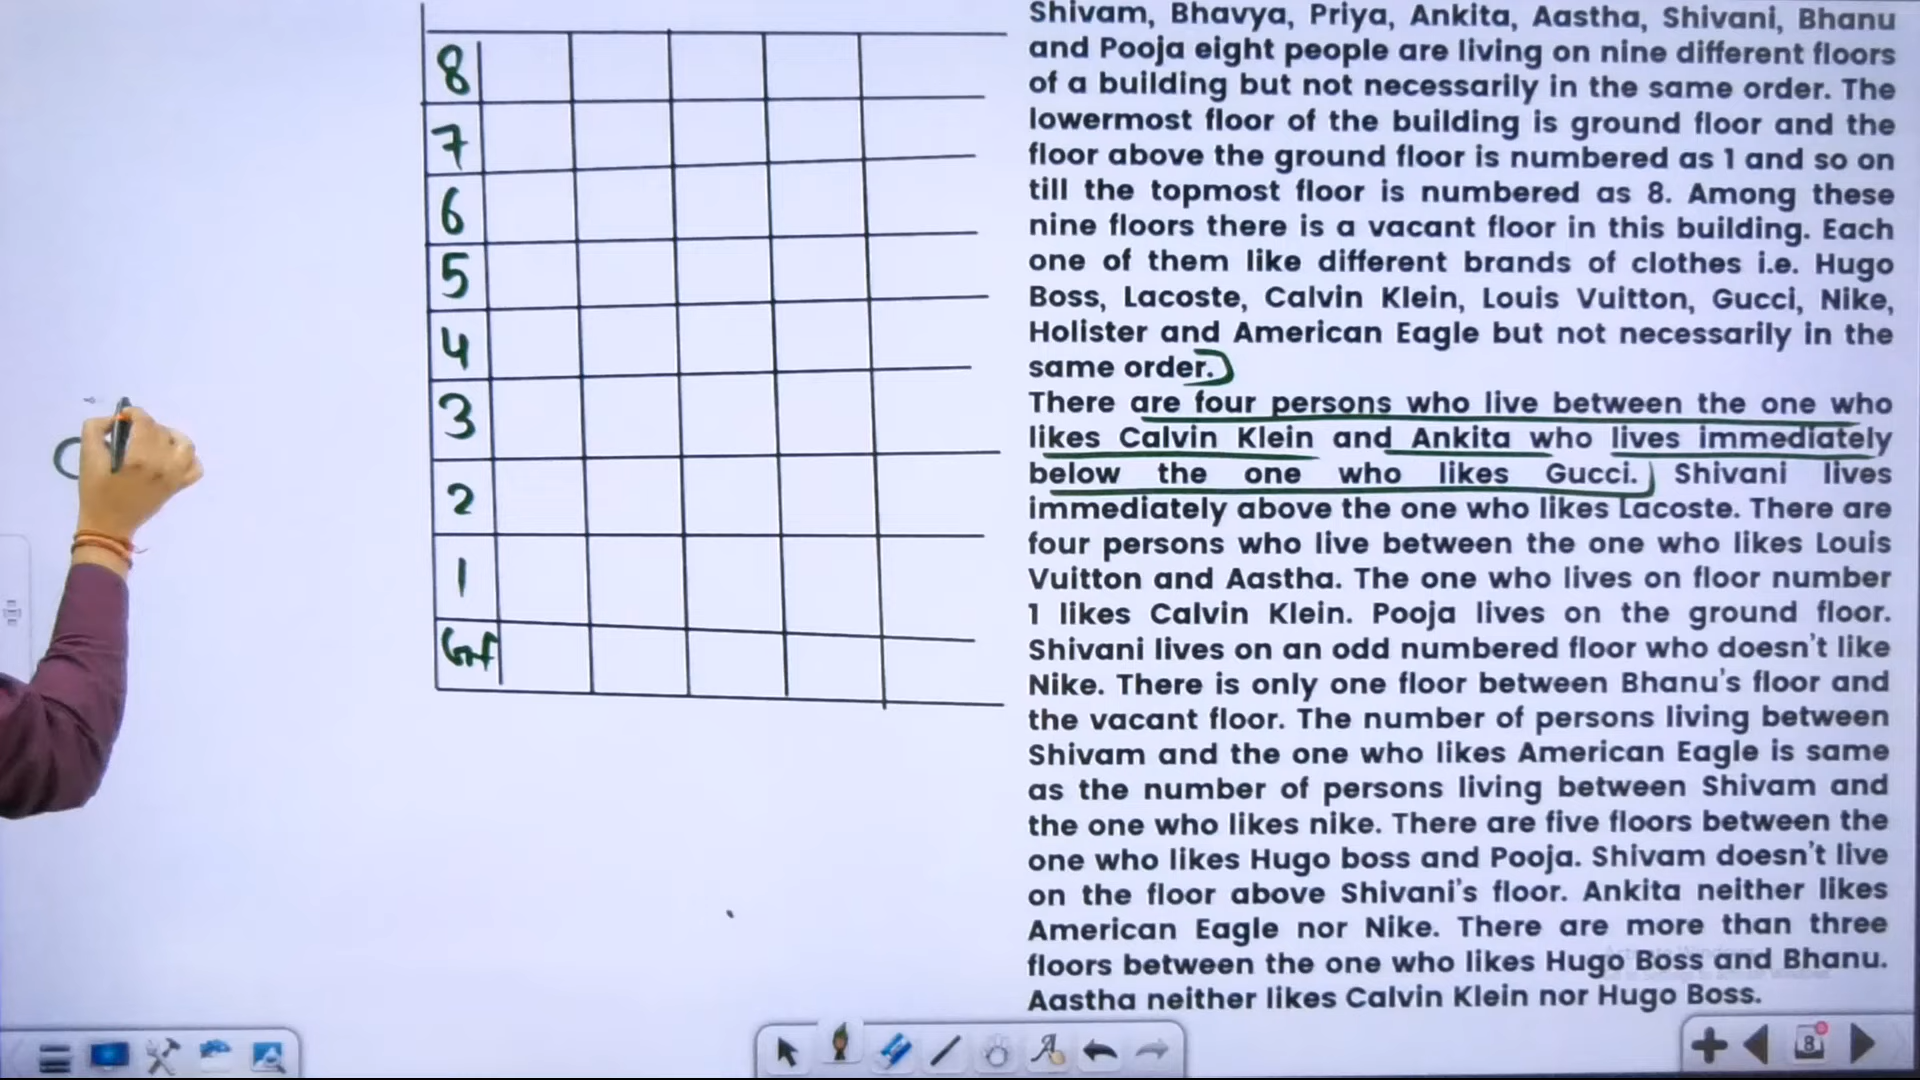 8
7
6
5
4
3
2
1
Grf
Shivam, Bhavya, Priya, Ankita, Aastha, Shivani, Bhanu
and Pooja eight people are living on nine different floors
of a building but not necessarily in the same order. The
lowermost floor of the building is ground floor and the
floor above the ground floor is numbered as 1 and so on
till the topmost floor is numbered as 8. Among these
nine floors there is a vacant floor in this building. Each
one of them like different brands of clothes i.e. Hugo
Boss, Lacoste, Calvin Klein, Louis Vuitton, Gucci, Nike,
Holister and American Eagle but not necessarily in the
same order.
There are four persons who live between the one who
likes Calvin Klein and Ankita who lives immediately
below the one who likes Gucci. Shivani lives
immediately above the one who likes Lacoste. There are
four persons who live between the one who likes Louis
Vuitton and Aastha. The one who lives on floor number
1 likes Calvin Klein. Pooja lives on the ground floor.
Shivani lives on an odd numbered floor who doesn't like
Nike. There is only one floor between Bhanu's floor and
the vacant floor. The number of persons living between
Shivam and the one who likes American Eagle is same
as the number of persons living between Shivam and
the one who likes nike. There are five floors between the
one who likes Hugo boss and Pooja. Shivam doesn't live
on the floor above Shivani's floor. Ankita neither likes
American Eagle nor Nike. There are more than three
floors between the one who likes Hugo Boss and Bhanu.
Aastha neither likes Calvin Klein nor Hugo Boss.
8